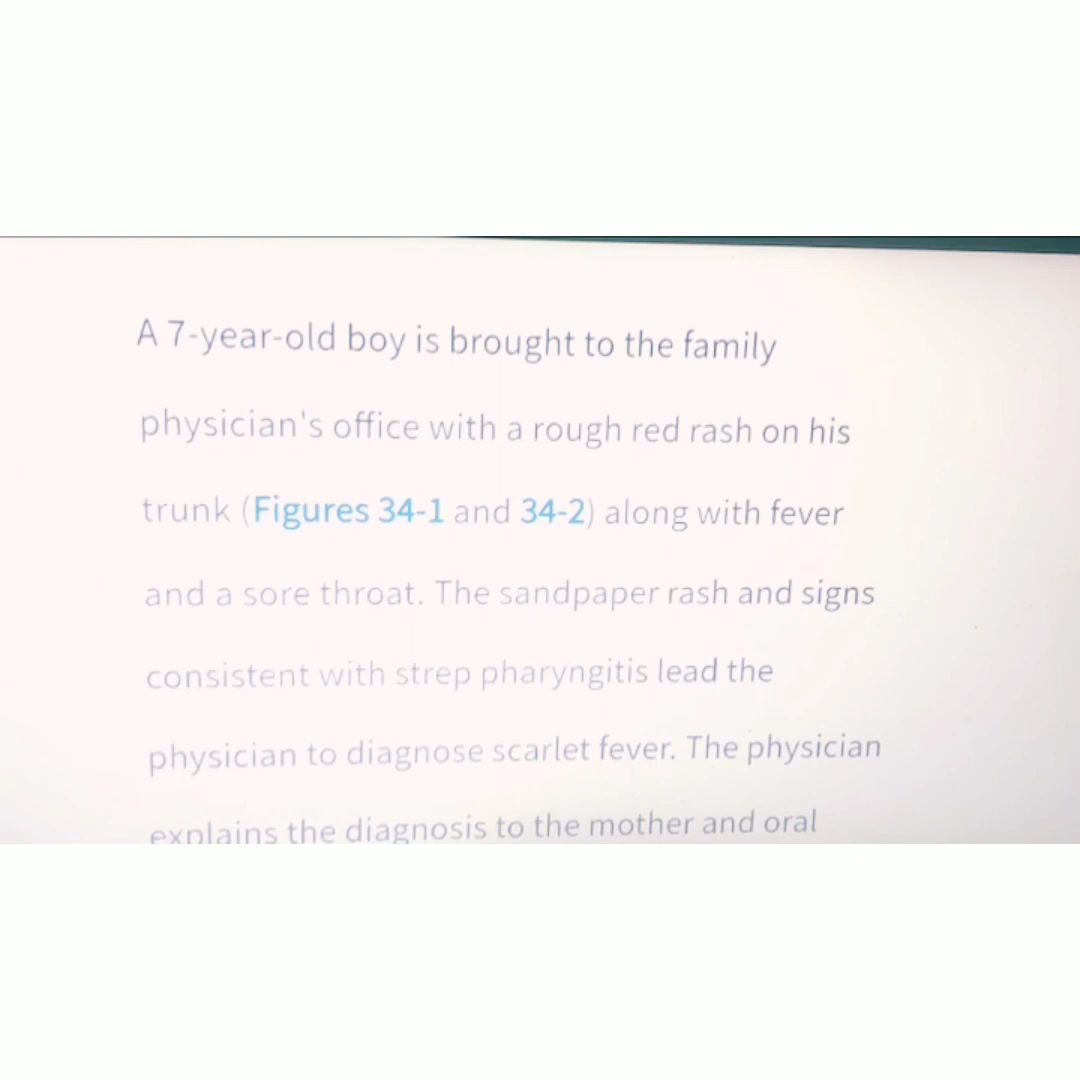 A 7-year-old boy is brought to the family
physician's office with a rough red rash on his
trunk (Figures 34-1 and 34-2) along with fever
and a sore throat. The sandpaper rash and signs
consistent with strep pharyngitis lead the
physician to diagnose scarlet fever. The physician
explains the diagnosis to the mother and oral